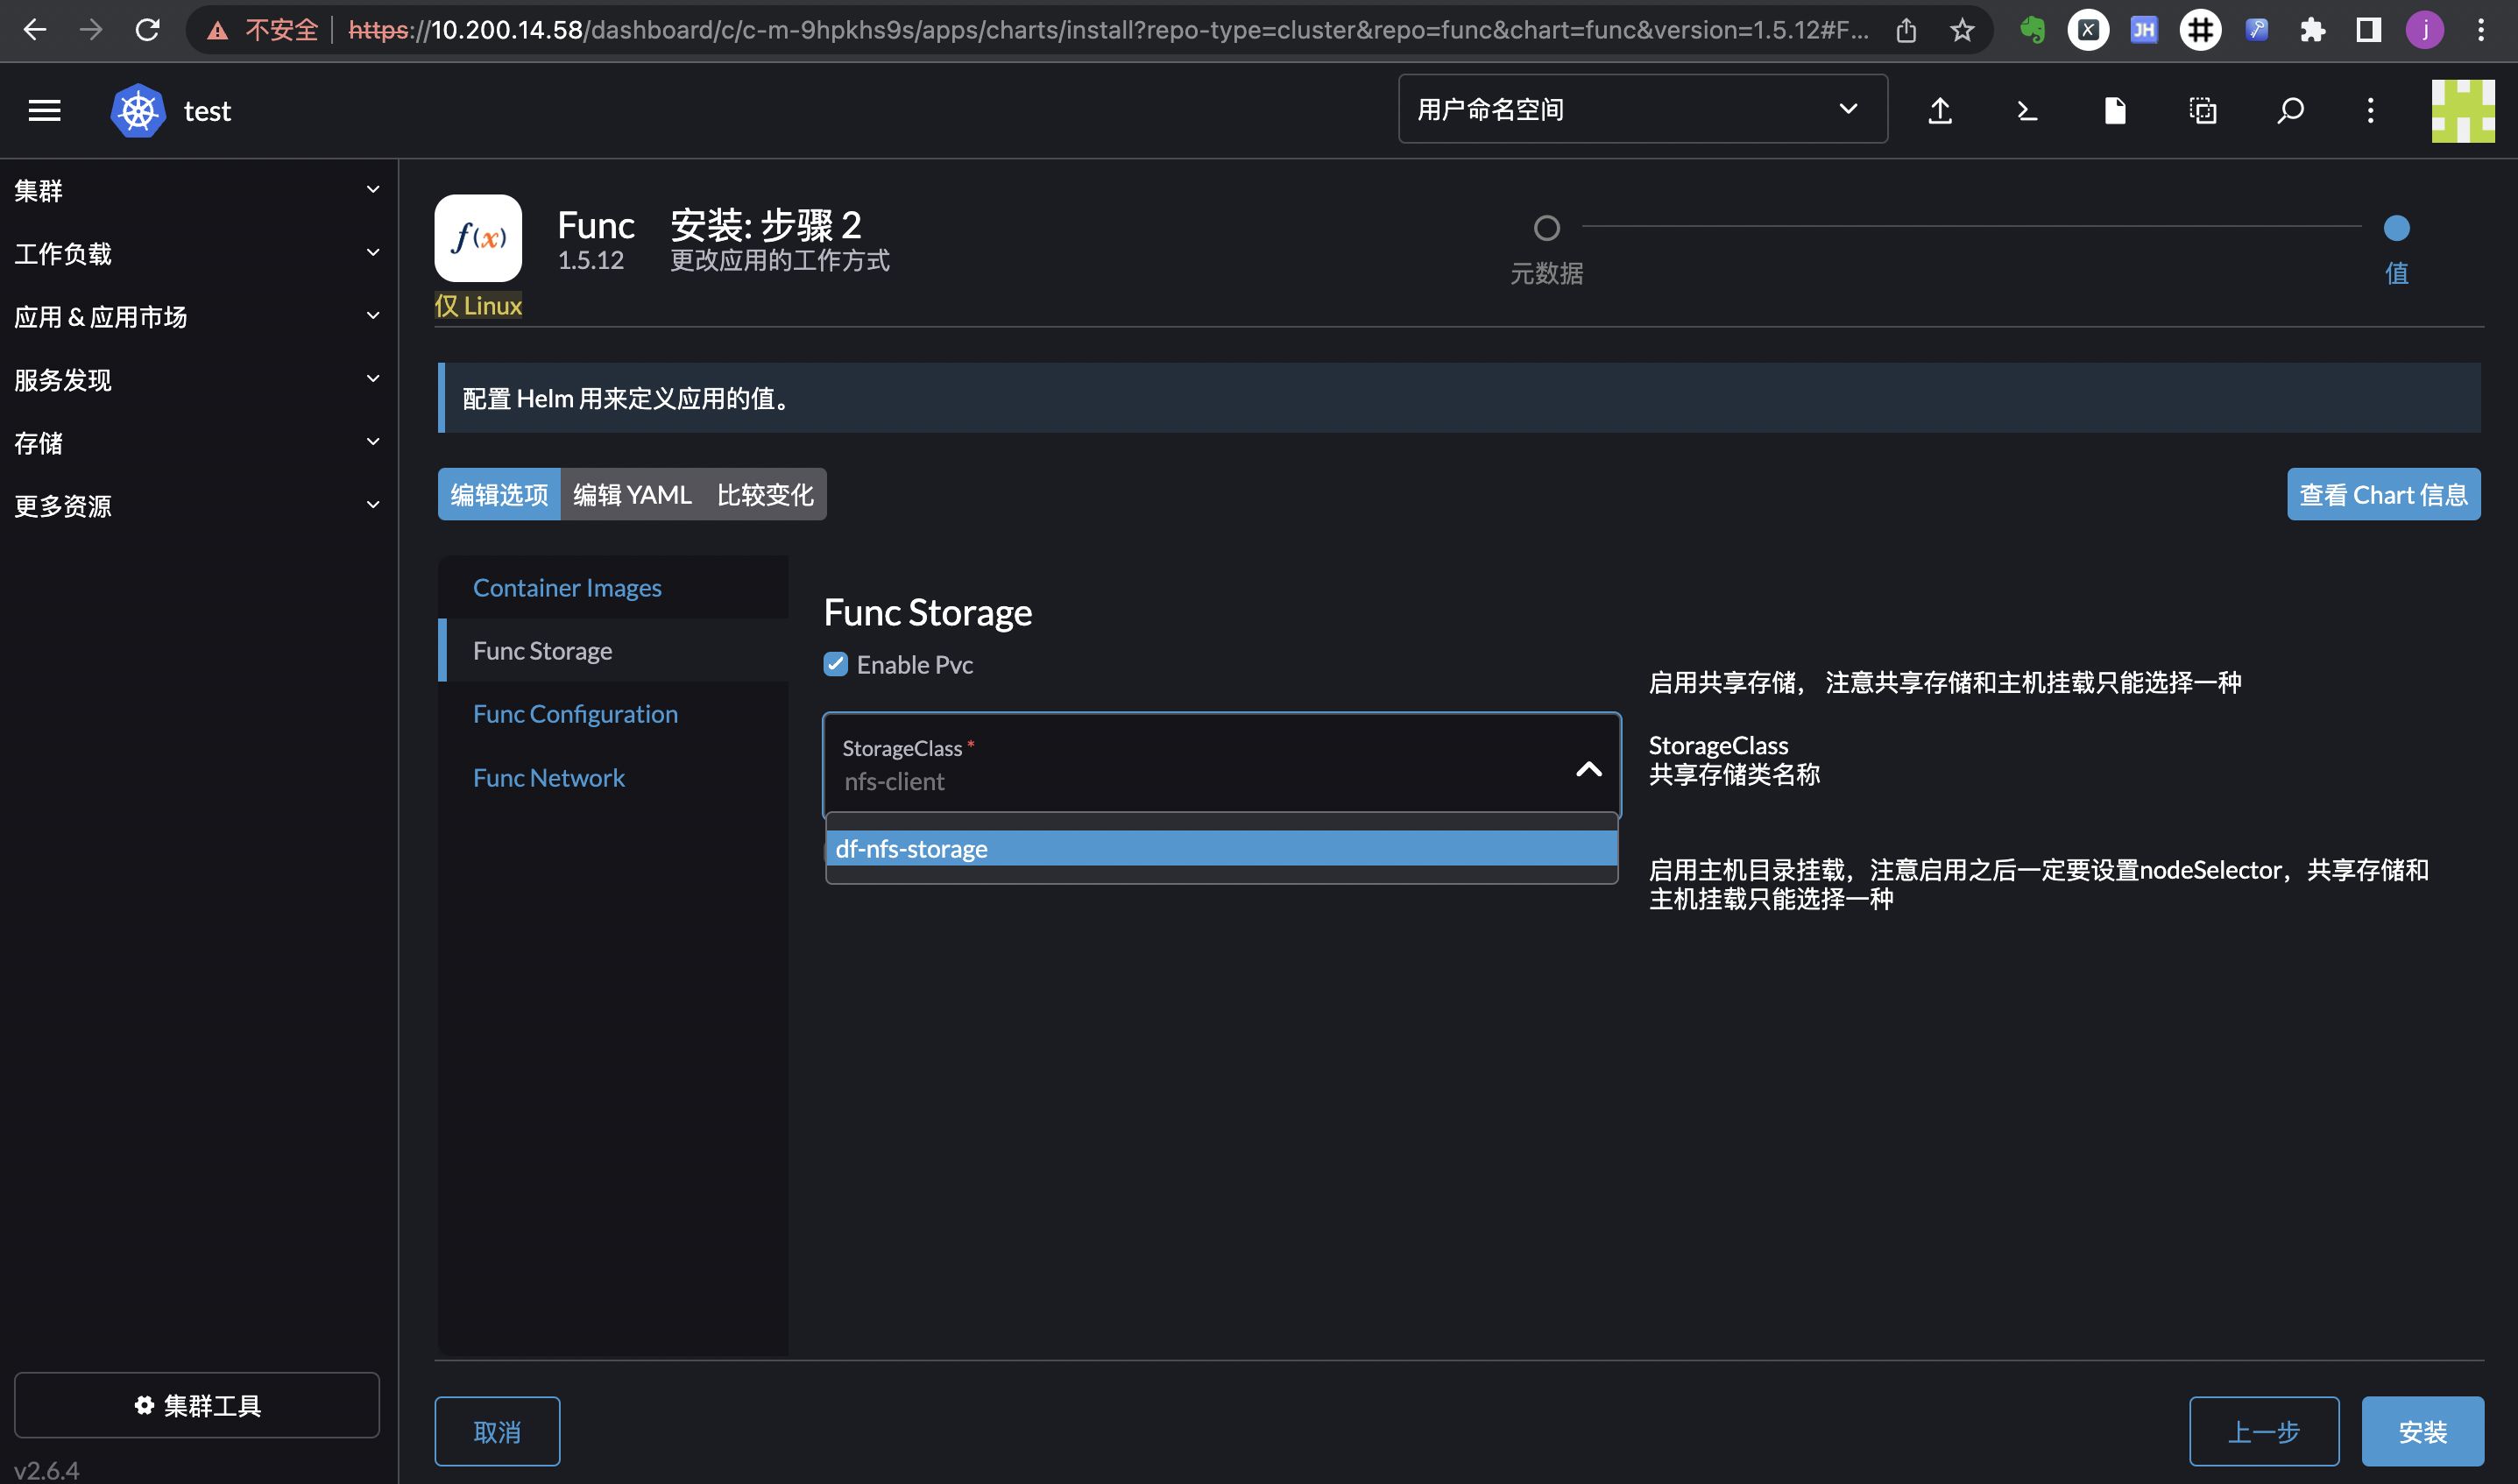 不安全 https://10.200.14.58/dashboard/c/c-m-9hpkhs9s/apps/charts/install?repo-type=cluster&repo=func&chart=func&version=1.5.12#F...
JH
j
test
用户命名空间
集群
工作负载
应用 & 应用市场
服务发现
存储
更多资源
f(x)
Func
1.5.12
仅 Linux
安装: 步骤 2
更改应用的工作方式
元数据
值
配置 Helm 用来定义应用的值。
编辑选项 编辑 YAML 比较变化
查看 Chart 信息
Container Images
Func Storage
Func Configuration
Func Network
Func Storage
Enable Pvc
启用共享存储， 注意共享存储和主机挂载只能选择一种
StorageClass *
nfs-client
StorageClass
共享存储类名称
df-nfs-storage
启用主机目录挂载，注意启用之后一定要设置nodeSelector，共享存储和
主机挂载只能选择一种
集群工具
v2.6.4
取消
上一步
安装